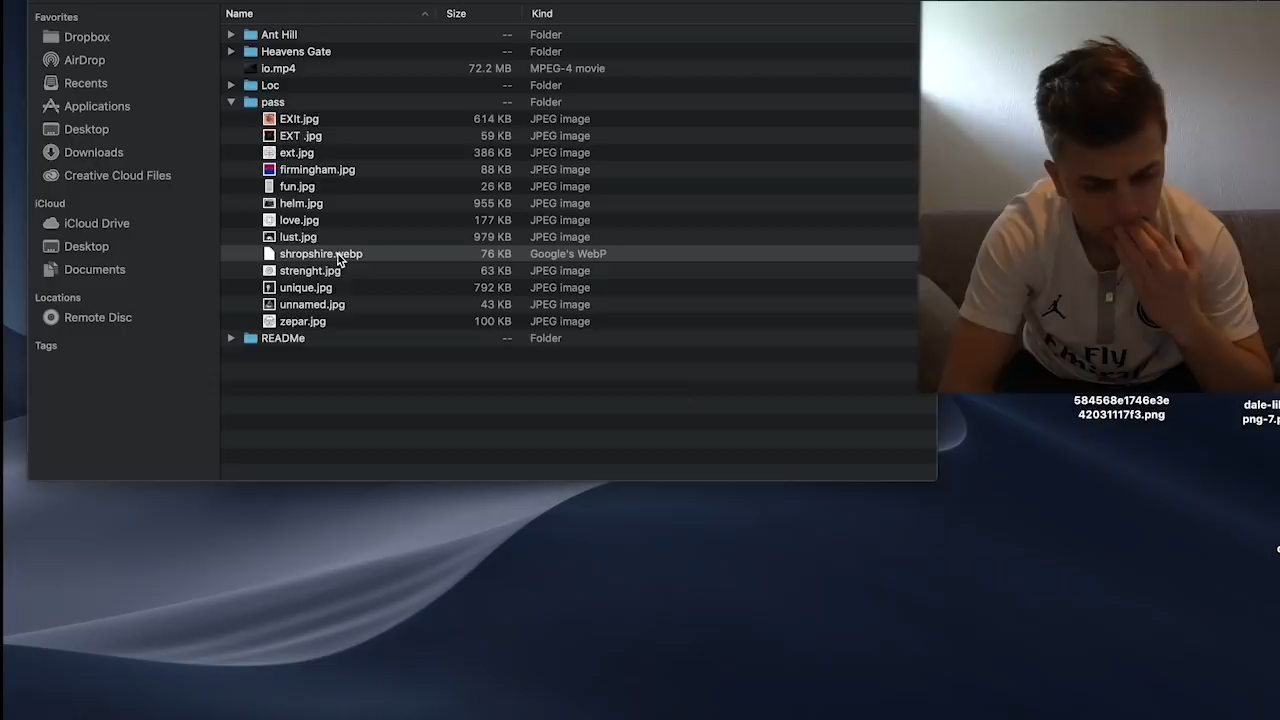 Favorites
Dropbox
AirDrop
Recents
Applications
Desktop
Downloads
Creative Cloud Files
iCloud
iCloud Drive
Desktop
Documents
Locations
Remote Disc
Tags
Name Size Kind
Ant Hill -- Folder
Heavens Gate -- Folder
io.mp4 72.2 MB MPEG-4 movie
Loc -- Folder
pass -- Folder
EXIt.jpg 614 KB JPEG image
EXT .jpg 59 KB JPEG image
ext.jpg 386 KB JPEG image
firmingham.jpg 88 KB JPEG image
fun.jpg 26 KB JPEG image
helm.jpg 955 KB JPEG image
love.jpg 177 KB JPEG image
lust.jpg 979 KB JPEG image
shropshire.webp 76 KB Google's WebP
strenght.jpg 63 KB JPEG image
unique.jpg 792 KB JPEG image
unnamed.jpg 43 KB JPEG image
zepar.jpg 100 KB JPEG image
READMe -- Folder
Fly
Emira
584568e1746e3e
42031117f3.png
dale-li
png-7.p